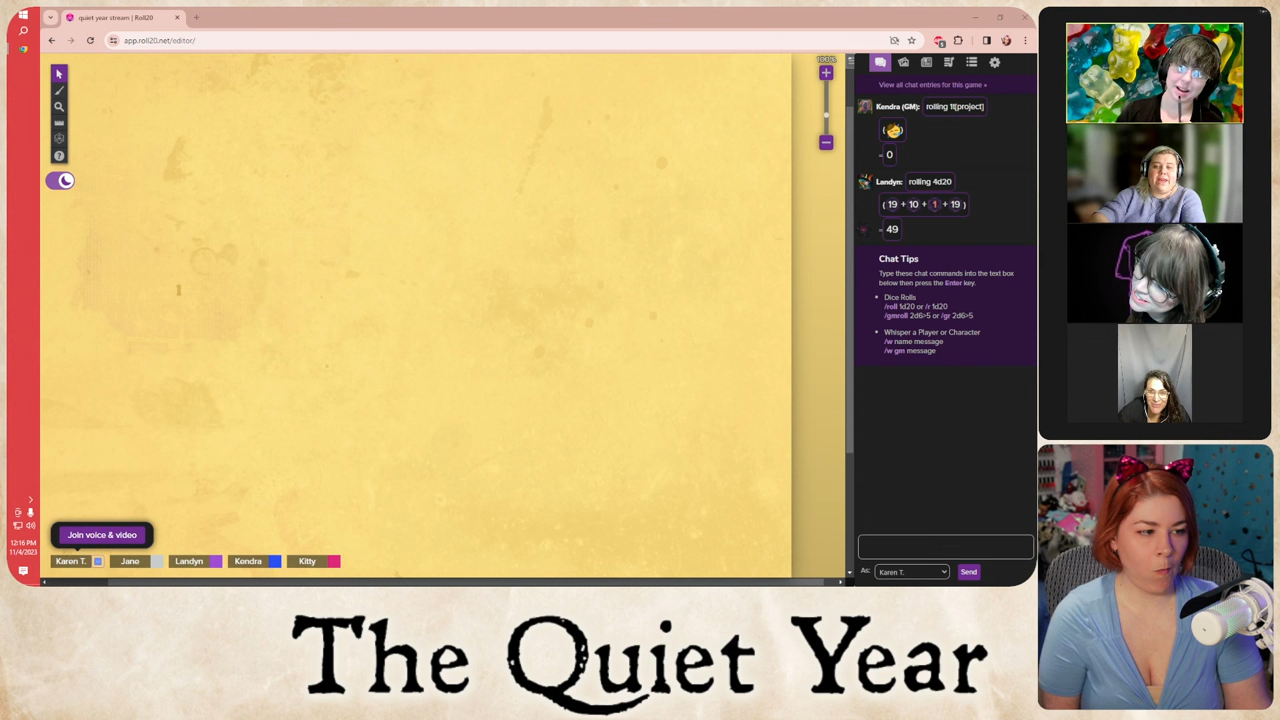 quiet year stream | Roll20
app.roll20.net/editor/
View all chat entries for this game »
Kendra (GM): rolling 1t[project]
= 0
Landyn: rolling 4d20
( 19 + 10 + 1 + 19 )
= 49
Chat Tips
Type these chat commands into the text box
below then press the Enter key.
Dice Rolls
/roll 1d20 or /r 1d20
/gmroll 2d6>5 or /gr 2d6>5
Whisper a Player or Character
/w name message
/w gm message
As: Karen T. Send
12:16 PM
11/4/2023
Join voice & video
Karen T. Jane Landyn Kendra Kitty
The Quiet Year